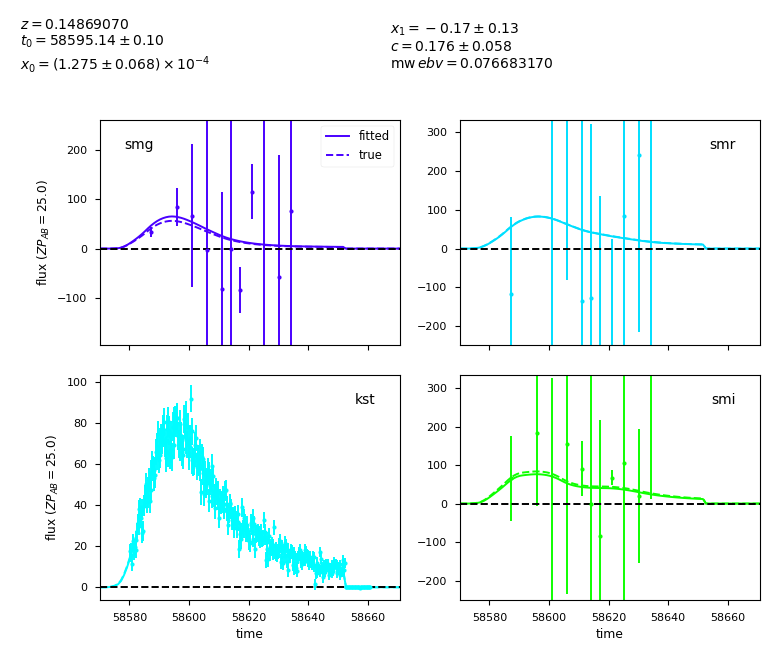 z = 0.14869070
t₀ = 58595.14 ± 0.10
x₀ = (1.275 ± 0.068) × 10⁻⁴
x₁ = −0.17 ± 0.13
c = 0.176 ± 0.058
mw ebv = 0.076683170
smg
fitted
true
flux (ZP_AB = 25.0)
200
100
0
−100
smr
300
200
100
0
−100
−200
kst
flux (ZP_AB = 25.0)
100
80
60
40
20
0
58580 58600 58620 58640 58660
time
smi
300
200
100
0
−100
−200
58580 58600 58620 58640 58660
time